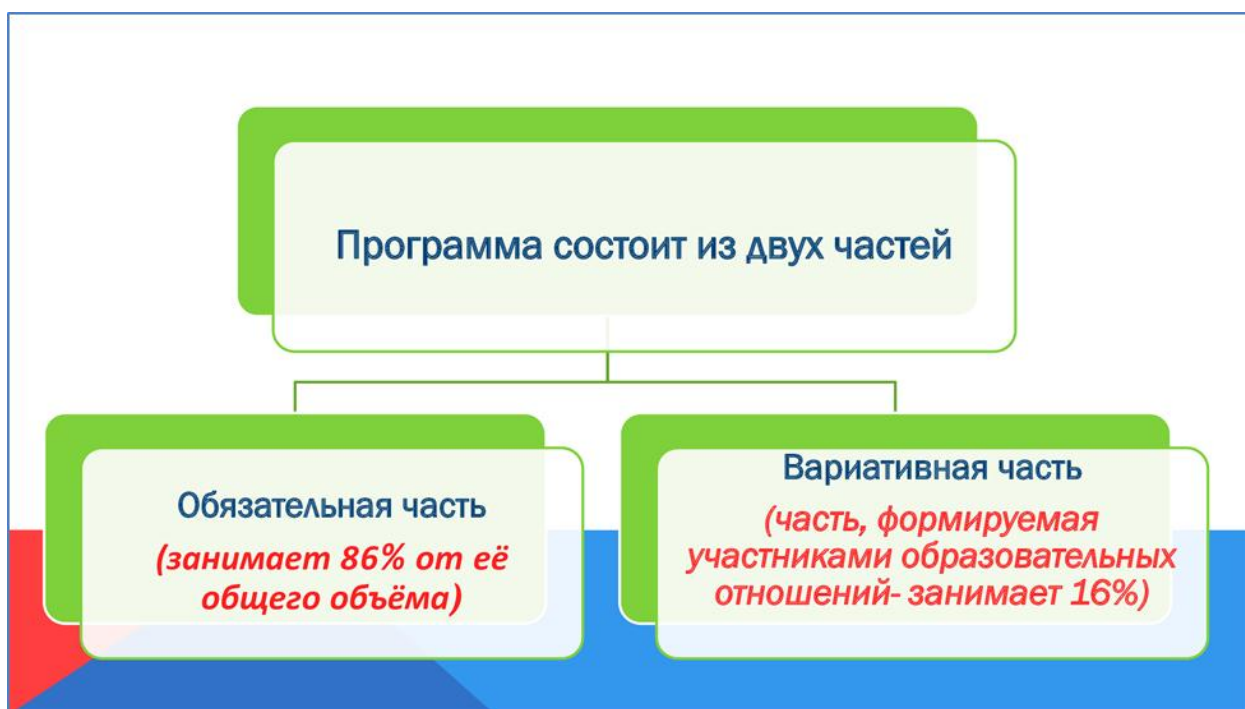 Программа состоит из двух частей
Обязательная часть
(занимает 86% от её
общего объёма)
Вариативная часть
(часть, формируемая
участниками образовательных
отношений- занимает 16%)